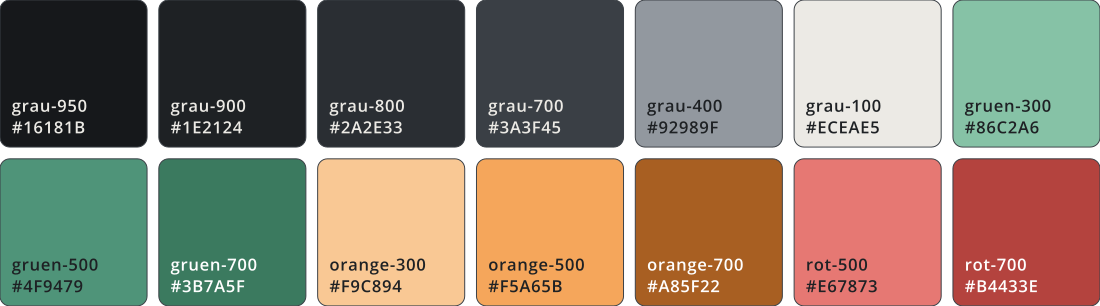 grau-950
#16181B
grau-900
#1E2124
grau-800
#2A2E33
grau-700
#3A3F45
grau-400
#92989F
grau-100
#ECEAE5
gruen-300
#86C2A6
gruen-500
#4F9479
gruen-700
#3B7A5F
orange-300
#F9C894
orange-500
#F5A65B
orange-700
#A85F22
rot-500
#E67873
rot-700
#B4433E